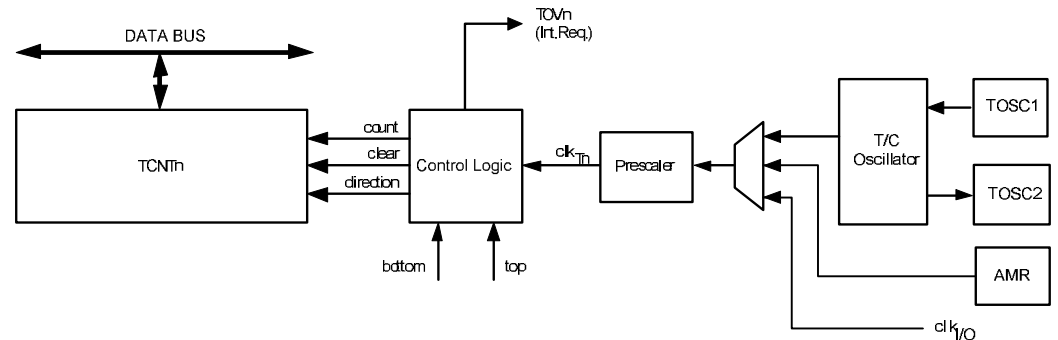 DATA BUS
TOVn
(Int.Req.)
TCNTn
count
clear
direction
Control Logic
bottom
top
clkTn
Prescaler
T/C
Oscillator
TOSC1
TOSC2
AMR
clkI/O